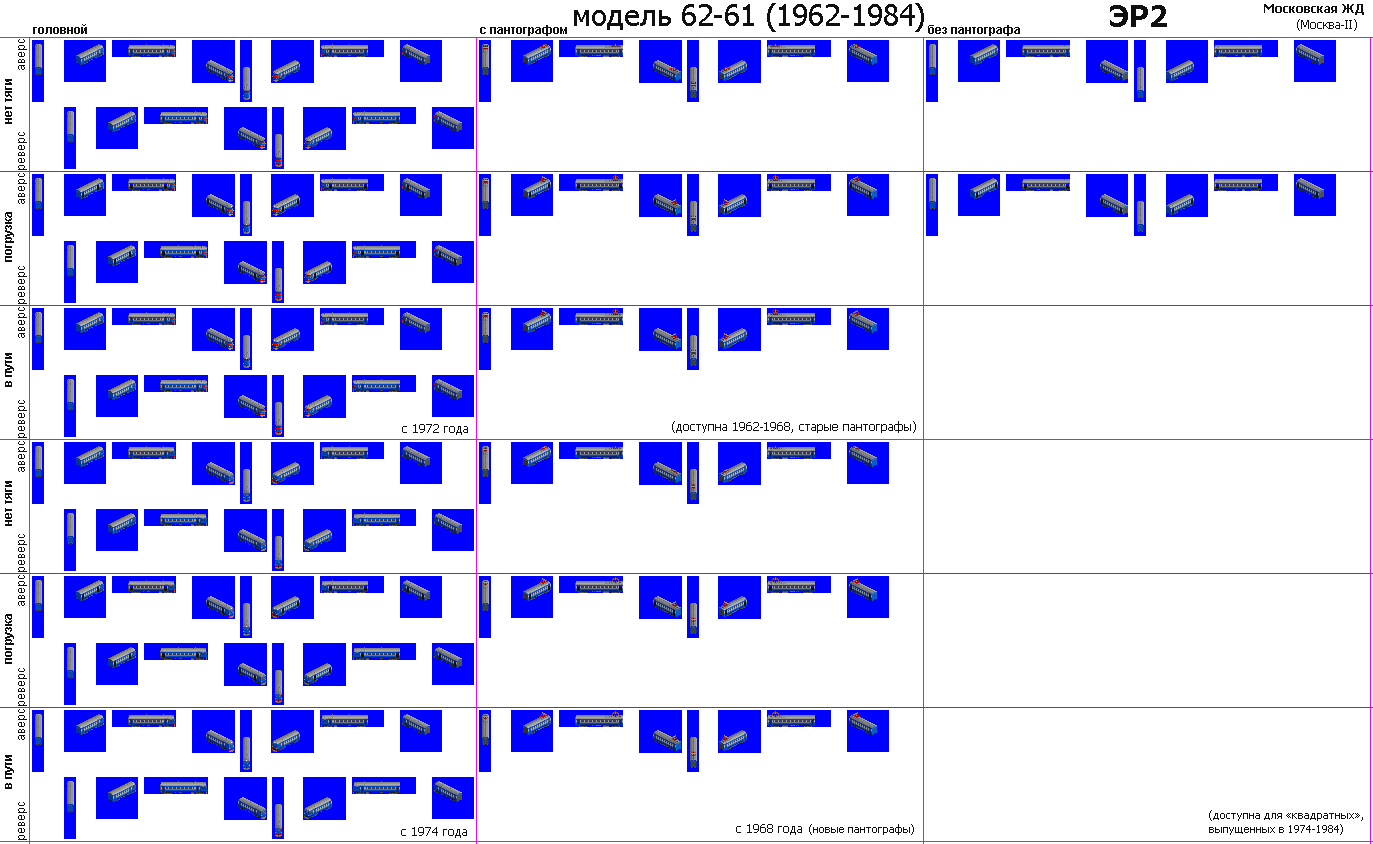 модель 62-61 (1962-1984)
ЭР2
Московская ЖД
(Москва-II)
головной
с пантографом
без пантографа
нет тяги
аверс
реверс
погрузка
аверс
реверс
в пути
аверс
реверс
с 1972 года
(доступна 1962-1968, старые пантографы)
нет тяги
аверс
реверс
погрузка
аверс
реверс
в пути
аверс
реверс
с 1974 года
с 1968 года (новые пантографы)
(доступна для «квадратных»,
выпущенных в 1974-1984)